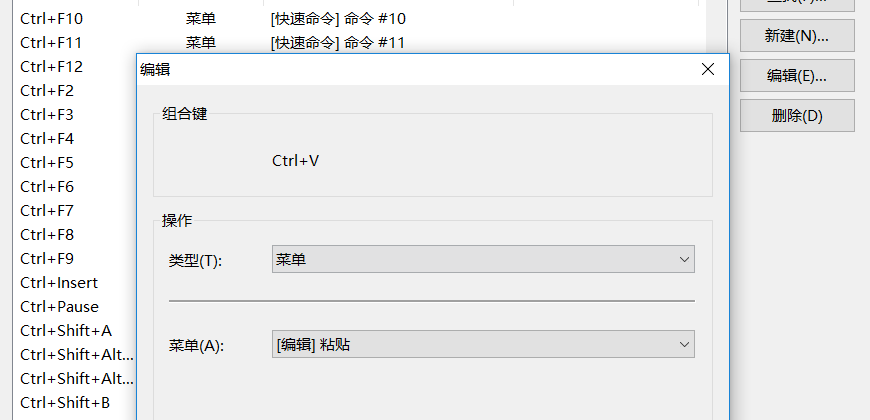 Ctrl+F10 菜单 [快速命令] 命令 #10
Ctrl+F11 菜单 [快速命令] 命令 #11
Ctrl+F12
Ctrl+F2
Ctrl+F3
Ctrl+F4
Ctrl+F5
Ctrl+F6
Ctrl+F7
Ctrl+F8
Ctrl+F9
Ctrl+Insert
Ctrl+Pause
Ctrl+Shift+A
Ctrl+Shift+Alt...
Ctrl+Shift+Alt...
Ctrl+Shift+B
编辑
组合键
Ctrl+V
操作
类型(T): 菜单
菜单(A): [编辑] 粘贴
新建(N)...
编辑(E)...
删除(D)